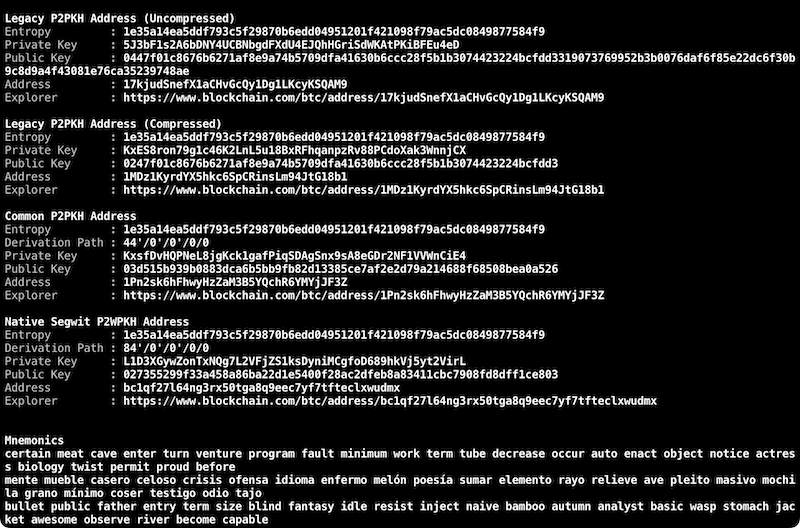 Legacy P2PKH Address (Uncompressed)
Entropy : 1e35a14ea5ddf793c5f29870b6edd04951201f421098f79ac5dc0849877584f9
Private Key : 5J3bF1s2A6bDNY4UCBNbgdFXdU4EJQhHGriSdWKAtPKiBFEu4eD
Public Key : 0447f01c8676b6271af8e9a74b5709dfa41630b6ccc28f5b1b3074423224bcfdd3319073769952b3b0076daf6f85e22dc6f30b
9c8d9a4f43081e76ca35239748ae
Address : 17kjudSnefX1aCHvGcQy1Dg1LKcyKSQAM9
Explorer : https://www.blockchain.com/btc/address/17kjudSnefX1aCHvGcQy1Dg1LKcyKSQAM9
Legacy P2PKH Address (Compressed)
Entropy : 1e35a14ea5ddf793c5f29870b6edd04951201f421098f79ac5dc0849877584f9
Private Key : KxES8ron79g1c46K2LnL5u18BxRFhqanpzRv88PCdoXak3WnnjCX
Public Key : 0247f01c8676b6271af8e9a74b5709dfa41630b6ccc28f5b1b3074423224bcfdd3
Address : 1MDz1KyrdYX5hkc6SpCRinsLm94JtG18b1
Explorer : https://www.blockchain.com/btc/address/1MDz1KyrdYX5hkc6SpCRinsLm94JtG18b1
Common P2PKH Address
Entropy : 1e35a14ea5ddf793c5f29870b6edd04951201f421098f79ac5dc0849877584f9
Derivation Path : 44'/0'/0'/0/0
Private Key : KxsfDvHQPNeL8jgKck1gafPiqSDAgSnx9sA8eGDr2NF1VVWnCiE4
Public Key : 03d515b939b0883dca6b5bb9fb82d13385ce7af2e2d79a214688f68508bea0a526
Address : 1Pn2sk6hFhwyHzZaM3B5YQchR6YMYjJF3Z
Explorer : https://www.blockchain.com/btc/address/1Pn2sk6hFhwyHzZaM3B5YQchR6YMYjJF3Z
Native Segwit P2WPKH Address
Entropy : 1e35a14ea5ddf793c5f29870b6edd04951201f421098f79ac5dc0849877584f9
Derivation Path : 84'/0'/0'/0/0
Private Key : L1D3XGywZonTxNQg7L2VFjZS1ksDyniMCgfoD689hkVj5yt2VirL
Public Key : 027355299f33a458a86ba22d1e5400f28ac2dfeb8a83411cbc7908fd8dff1ce803
Address : bc1qf27l64ng3rx50tga8q9eec7yf7tfteclxwudmx
Explorer : https://www.blockchain.com/btc/address/bc1qf27l64ng3rx50tga8q9eec7yf7tfteclxwudmx
Mnemonics
certain meat cave enter turn venture program fault minimum work term tube decrease occur auto enact object notice actres
s biology twist permit proud before
mente mueble casero celoso crisis ofensa idioma enfermo melón poesía sumar elemento rayo relieve ave pleito masivo mochi
la grano mínimo coser testigo odio tajo
bullet public father entry term size blind fantasy idle resist inject naive bamboo autumn analyst basic wasp stomach jac
ket awesome observe river become capable